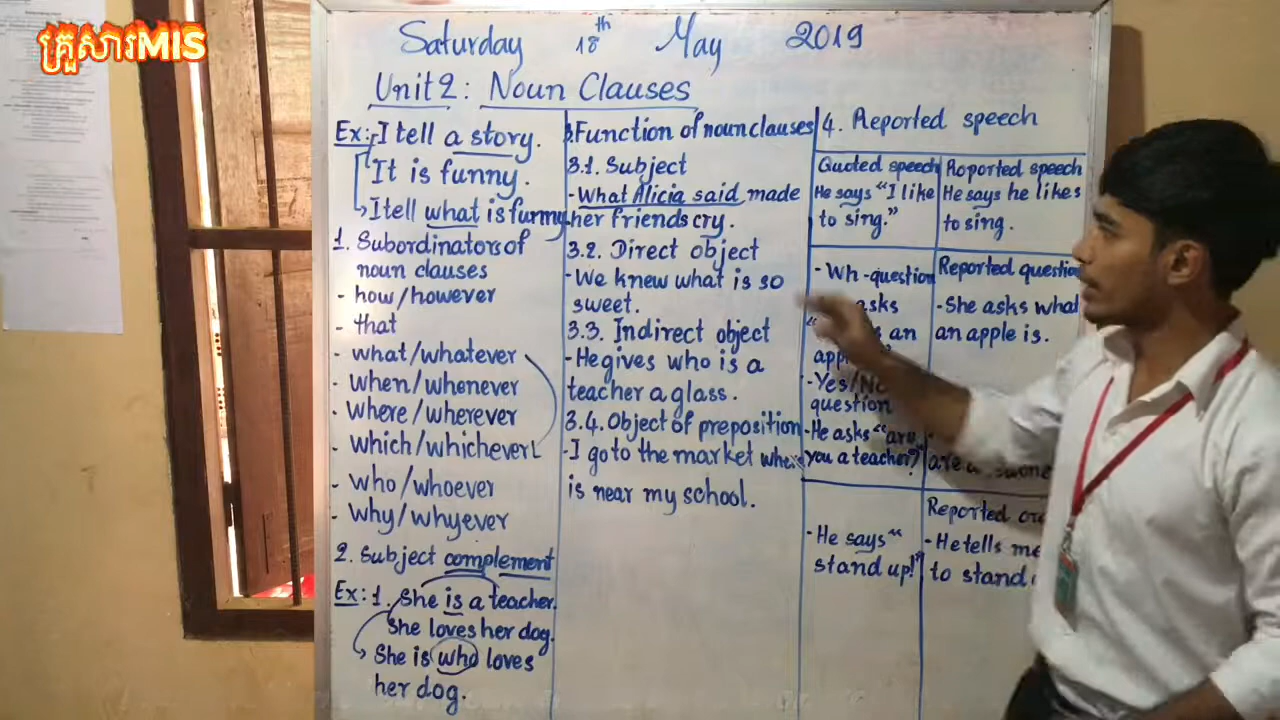 គ្រួសារMIS
Saturday 18th May 2019
Unit 2: Noun Clauses
Ex: I tell a story.
It is funny.
I tell what is funny.
1. Subordinators of
noun clauses
- how/however
- that
- what/whatever
- when/whenever
- where/wherever
- which/whichever
- who/whoever
- why/whyever
2. Subject complement
Ex: 1. She is a teacher.
She loves her dog.
She is who loves
her dog.
3. Function of noun clauses
3.1. Subject
- What Alicia said made
her friends cry.
3.2. Direct object
- We knew what is so
sweet.
3.3. Indirect object
- He gives who is a
teacher a glass.
3.4. Object of preposition
- I go to the market where
is near my school.
4. Reported speech
Quoted speech
He says "I like
to sing."
Roported speech
He says he likes
to sing.
- Wh-question
asks
an
app
Reported question
- She asks what
an apple is.
- Yes/No
question
- He asks "are
you a teacher?"
- He says "
stand up!"
Reported
- He tells me
to stand